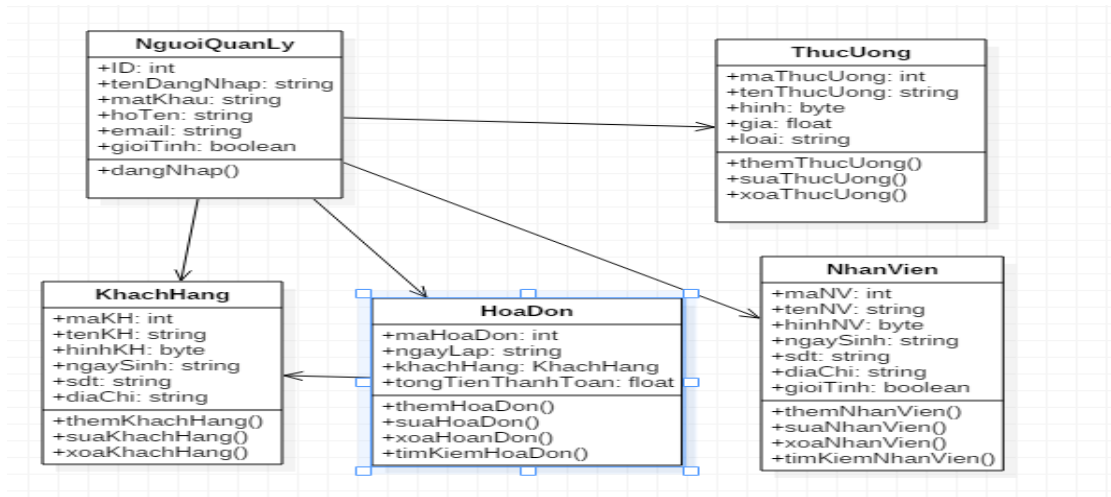 NguoiQuanLy
+ID: int
+tenDangNhap: string
+matKhau: string
+hoTen: string
+email: string
+gioiTinh: boolean
+dangNhap()
ThucUong
+maThucUong: int
+tenThucUong: string
+hinh: byte
+gia: float
+loai: string
+themThucUong()
+suaThucUong()
+xoaThucUong()
KhachHang
+maKH: int
+tenKH: string
+hinhKH: byte
+ngaySinh: string
+sdt: string
+diaChi: string
+themKhachHang()
+suaKhachHang()
+xoaKhachHang()
HoaDon
+maHoaDon: int
+ngayLap: string
+khachHang: KhachHang
+tongTienThanhToan: float
+themHoaDon()
+suaHoaDon()
+xoaHoanDon()
+timKiemHoaDon()
NhanVien
+maNV: int
+tenNV: string
+hinhNV: byte
+ngaySinh: string
+sdt: string
+diaChi: string
+gioiTinh: boolean
+themNhanVien()
+suaNhanVien()
+xoaNhanVien()
+timKiemNhanVien()